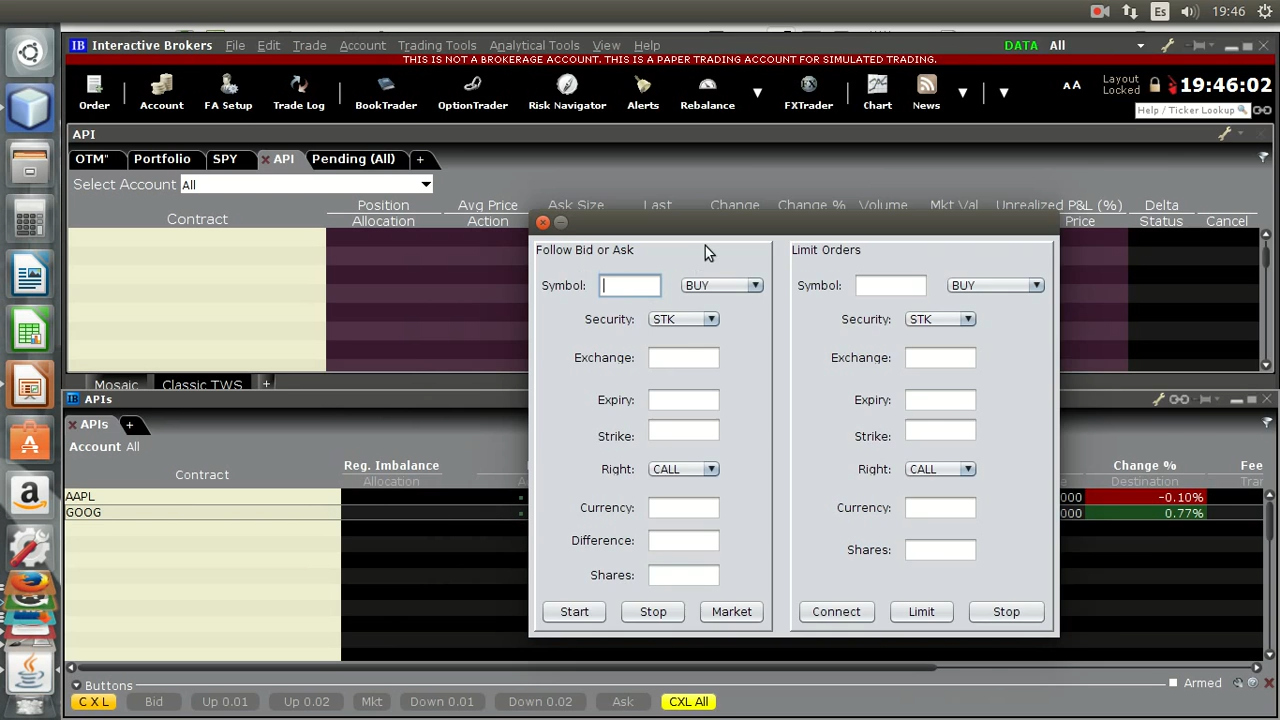 Es 19:46
IB Interactive Brokers File Edit Trade Account Trading Tools Analytical Tools View Help DATA All
THIS IS NOT A BROKERAGE ACCOUNT. THIS IS A PAPER TRADING ACCOUNT FOR SIMULATED TRADING.
Order Account FA Setup Trade Log BookTrader OptionTrader Risk Navigator Alerts Rebalance FXTrader Chart News AA Layout Locked 19:46:02
Help / Ticker Lookup
API
OTM" Portfolio SPY API Pending (All) +
Select Account All
Contract Position Avg Price Ask Size Last Change Change % Volume Mkt Val Unrealized P&L (%) Delta
Allocation Action Price Status Cancel
Follow Bid or Ask
Symbol: BUY
Security: STK
Exchange:
Expiry:
Strike:
Right: CALL
Currency:
Difference:
Shares:
Start Stop Market
Limit Orders
Symbol: BUY
Security: STK
Exchange:
Expiry:
Strike:
Right: CALL
Currency:
Shares:
Connect Limit Stop
Mosaic Classic TWS +
IB APIs
APIs +
Account All
Contract Reg. Imbalance Change % Fee
Allocation Destination
AAPL 000 -0.10%
GOOG 000 0.77%
Buttons Armed
C X L Bid Up 0.01 Up 0.02 Mkt Down 0.01 Down 0.02 Ask CXL All